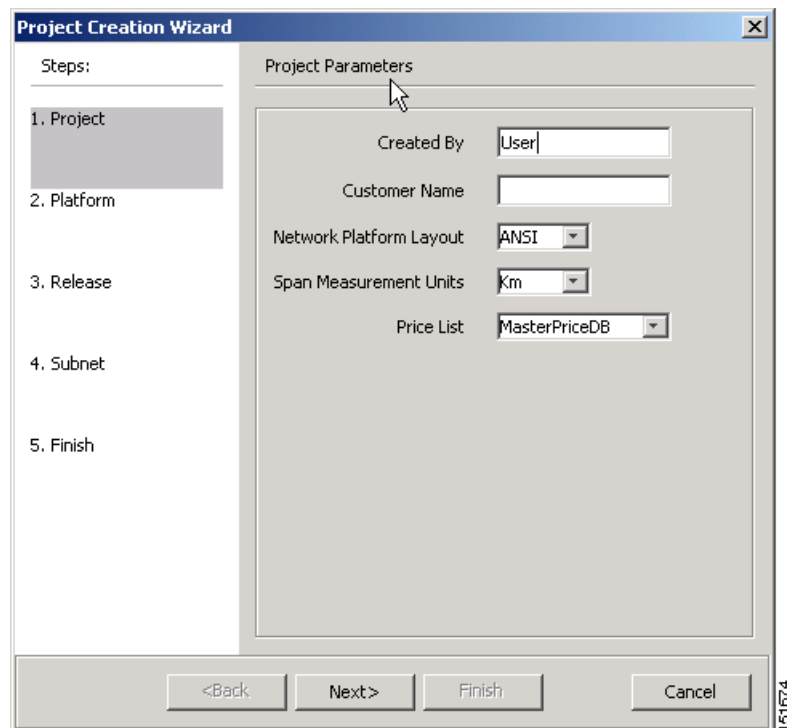 Project Creation Wizard
Steps:
1. Project
2. Platform
3. Release
4. Subnet
5. Finish
Project Parameters
Created By User
Customer Name
Network Platform Layout ANSI
Span Measurement Units Km
Price List MasterPriceDB
<Back Next> Finish Cancel
151674